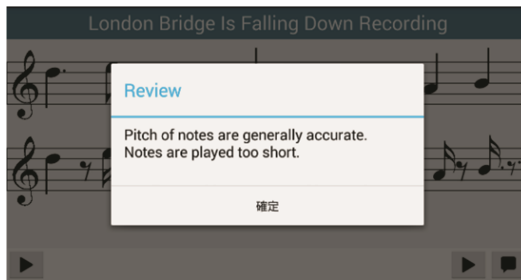 London Bridge Is Falling Down Recording
Review
Pitch of notes are generally accurate.
Notes are played too short.
確定